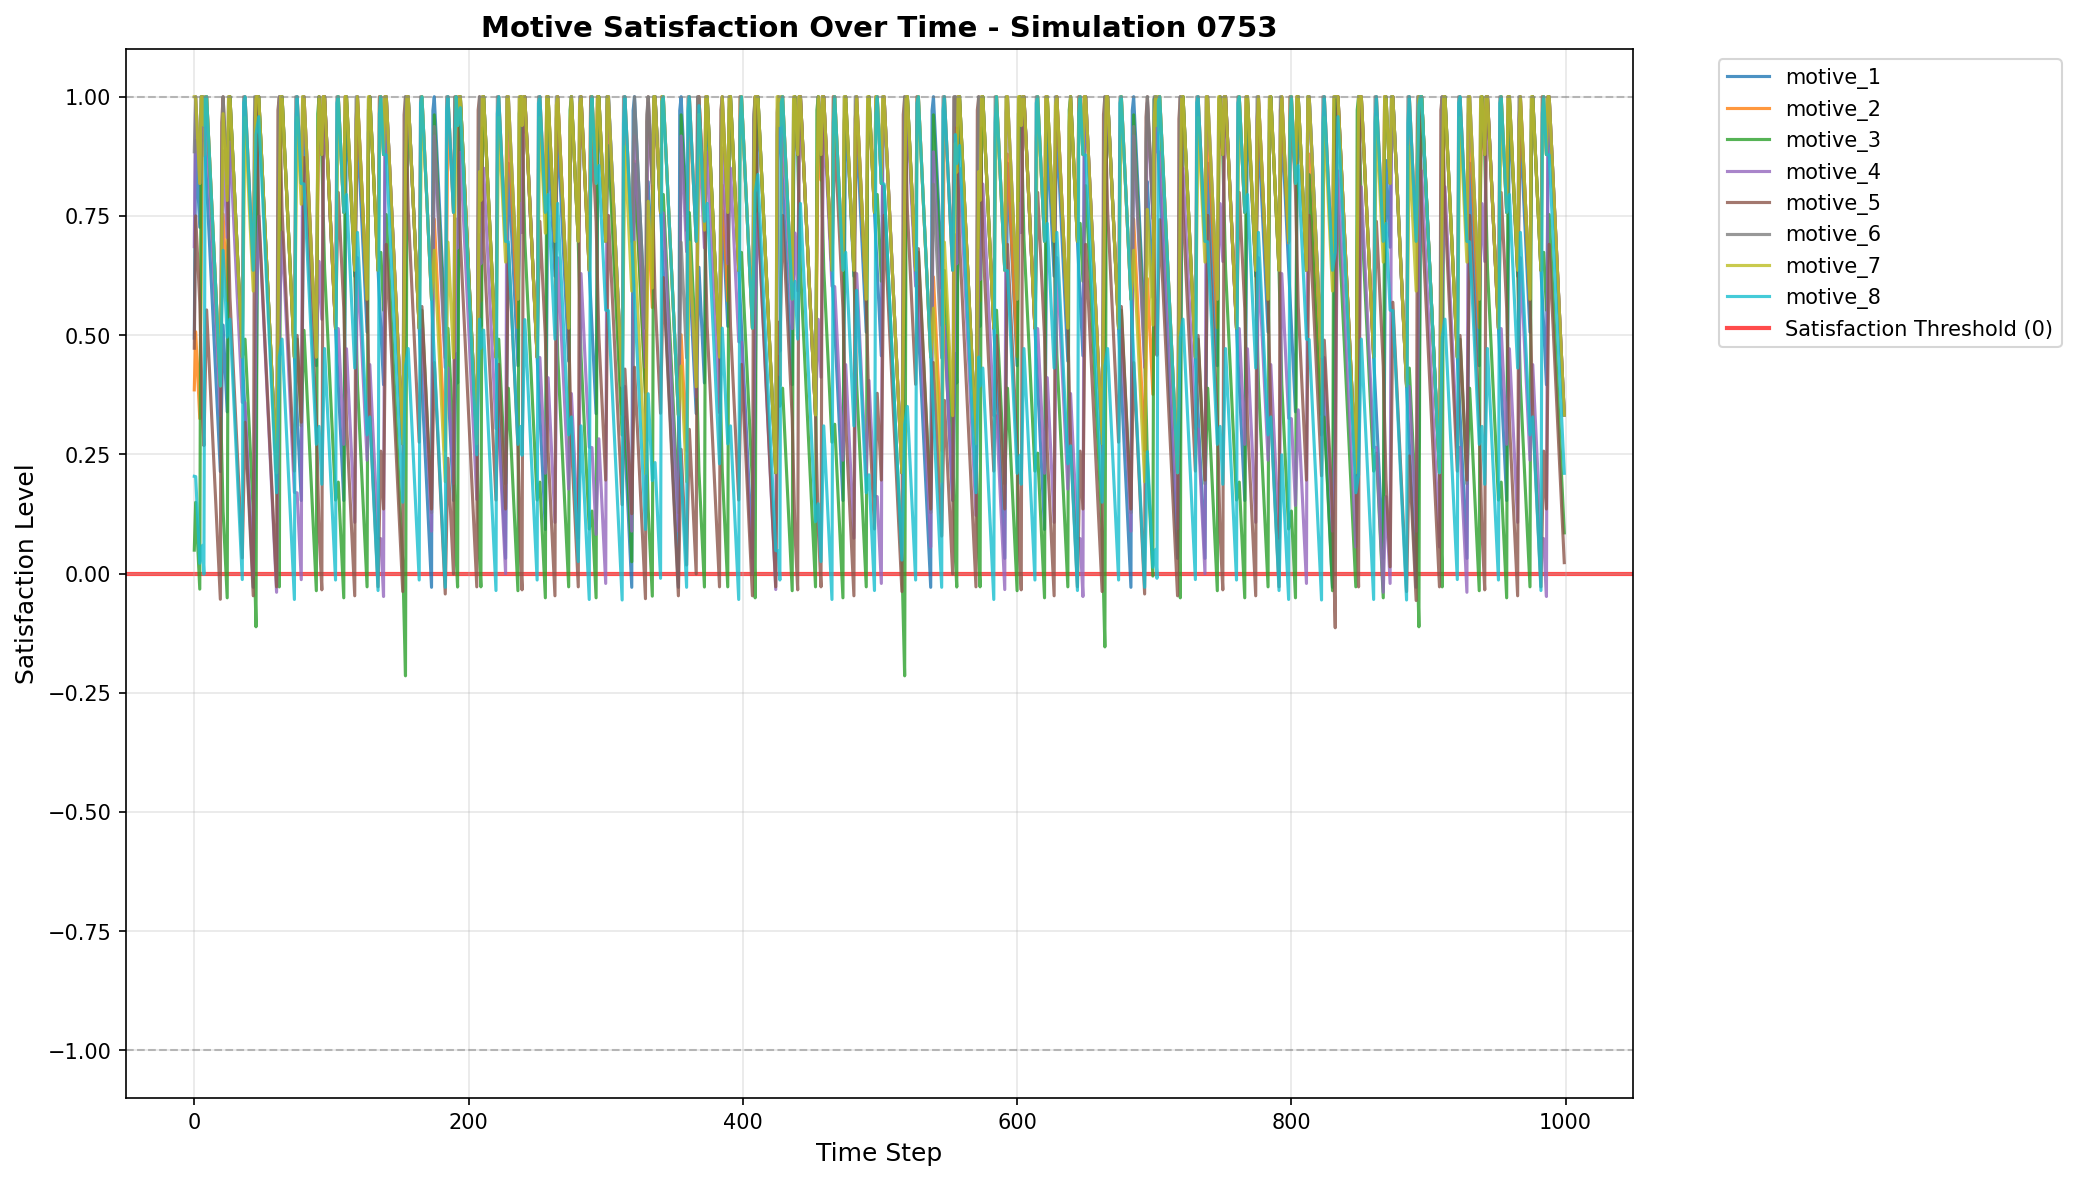 Motive Satisfaction Over Time - Simulation 0753
Satisfaction Level
1.00
0.75
0.50
0.25
0.00
−0.25
−0.50
−0.75
−1.00
0
200
400
600
800
1000
Time Step
motive_1
motive_2
motive_3
motive_4
motive_5
motive_6
motive_7
motive_8
Satisfaction Threshold (0)